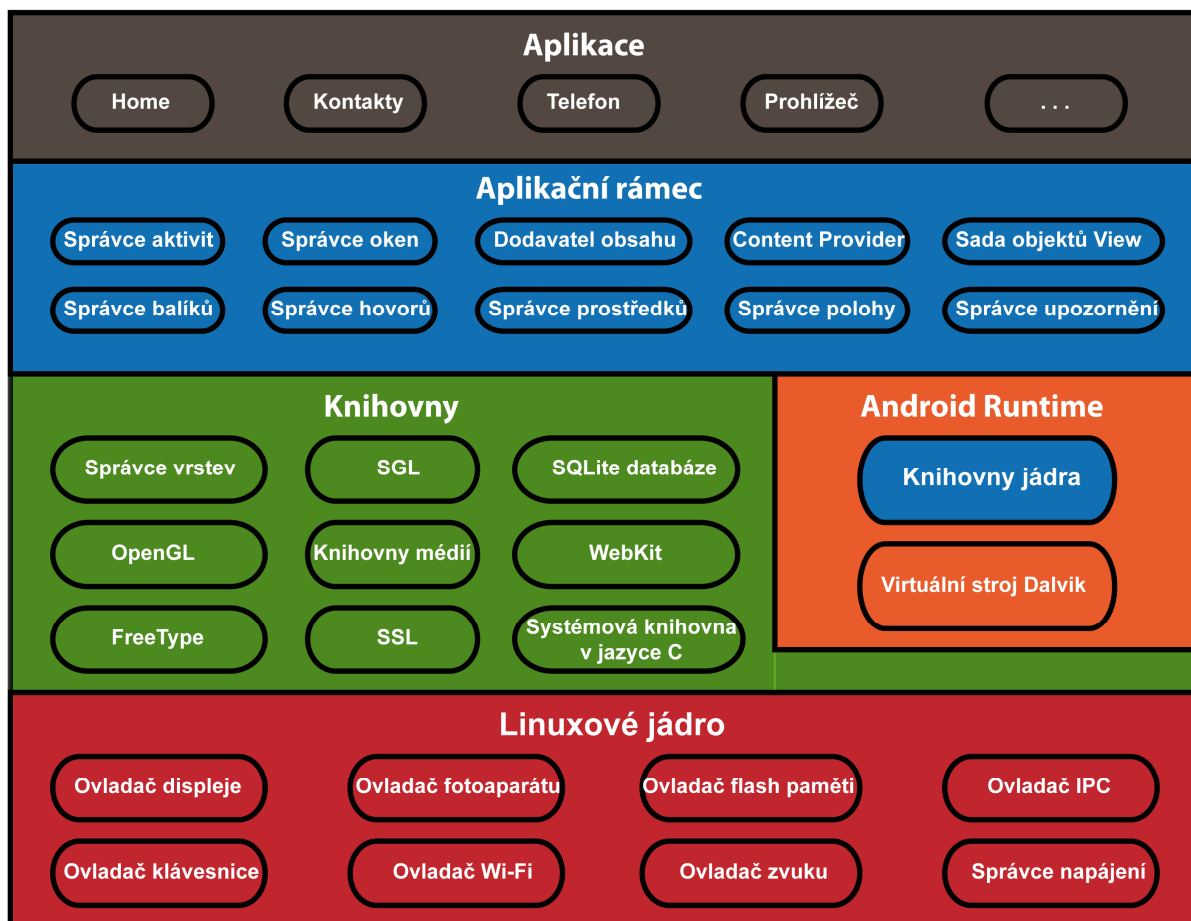 Aplikace
Home
Kontakty
Telefon
Prohlížeč
. . .
Aplikační rámec
Správce aktivit
Správce oken
Dodavatel obsahu
Content Provider
Sada objektů View
Správce balíků
Správce hovorů
Správce prostředků
Správce polohy
Správce upozornění
Knihovny
Správce vrstev
SGL
SQLite databáze
OpenGL
Knihovny médií
WebKit
FreeType
SSL
Systémová knihovna
v jazyce C
Android Runtime
Knihovny jádra
Virtuální stroj Dalvik
Linuxové jádro
Ovladač displeje
Ovladač fotoaparátu
Ovladač flash paměti
Ovladač IPC
Ovladač klávesnice
Ovladač Wi-Fi
Ovladač zvuku
Správce napájení